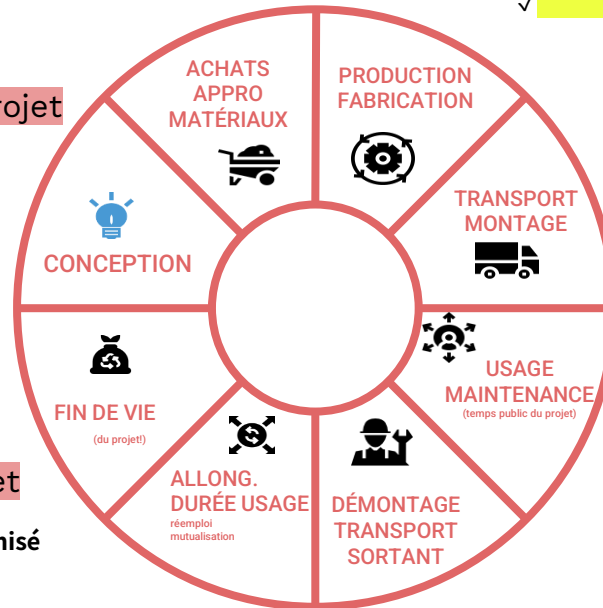 √
ACHATS
APPRO
MATÉRIAUX
PRODUCTION
FABRICATION
rojet
TRANSPORT
MONTAGE
CONCEPTION
USAGE
MAINTENANCE
(temps public du projet)
FIN DE VIE
(du projet!)
ALLONG.
DURÉE USAGE
réemploi
mutualisation
DÉMONTAGE
TRANSPORT
SORTANT
et
nisé